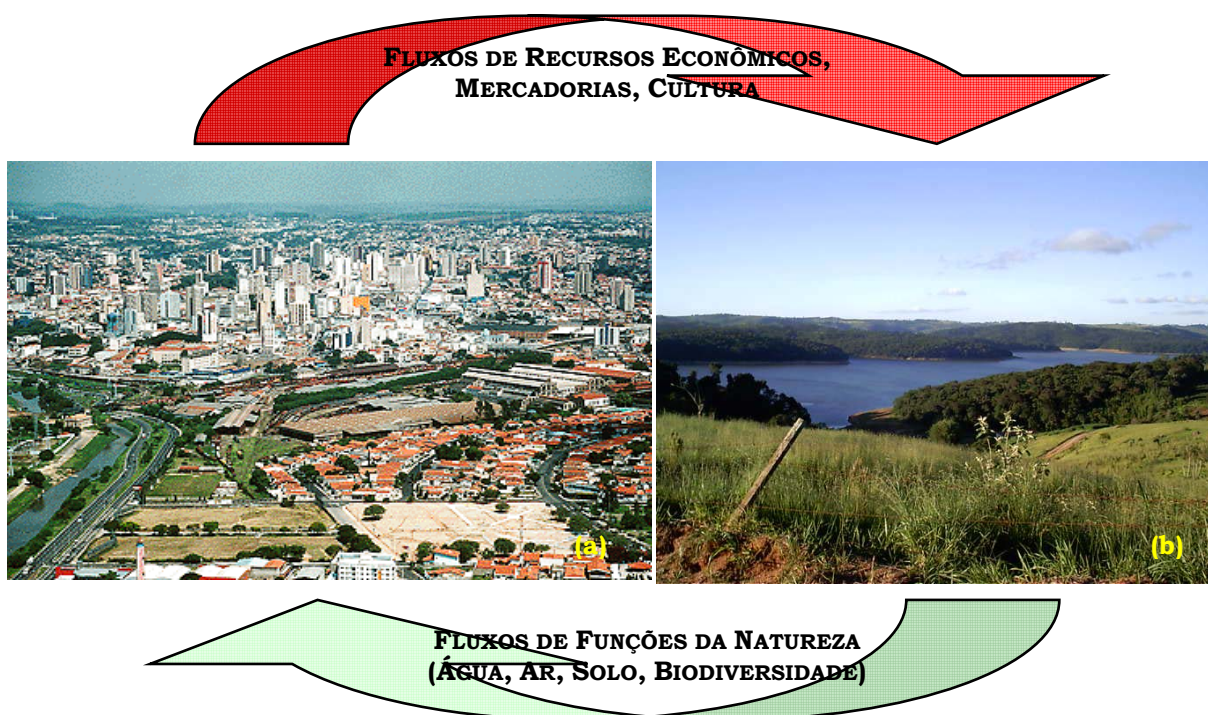 FLUXOS DE RECURSOS ECONÔMICOS,
MERCADORIAS, CULTURA
(a)
(b)
FLUXOS DE FUNÇÕES DA NATUREZA
(ÁGUA, AR, SOLO, BIODIVERSIDADE)